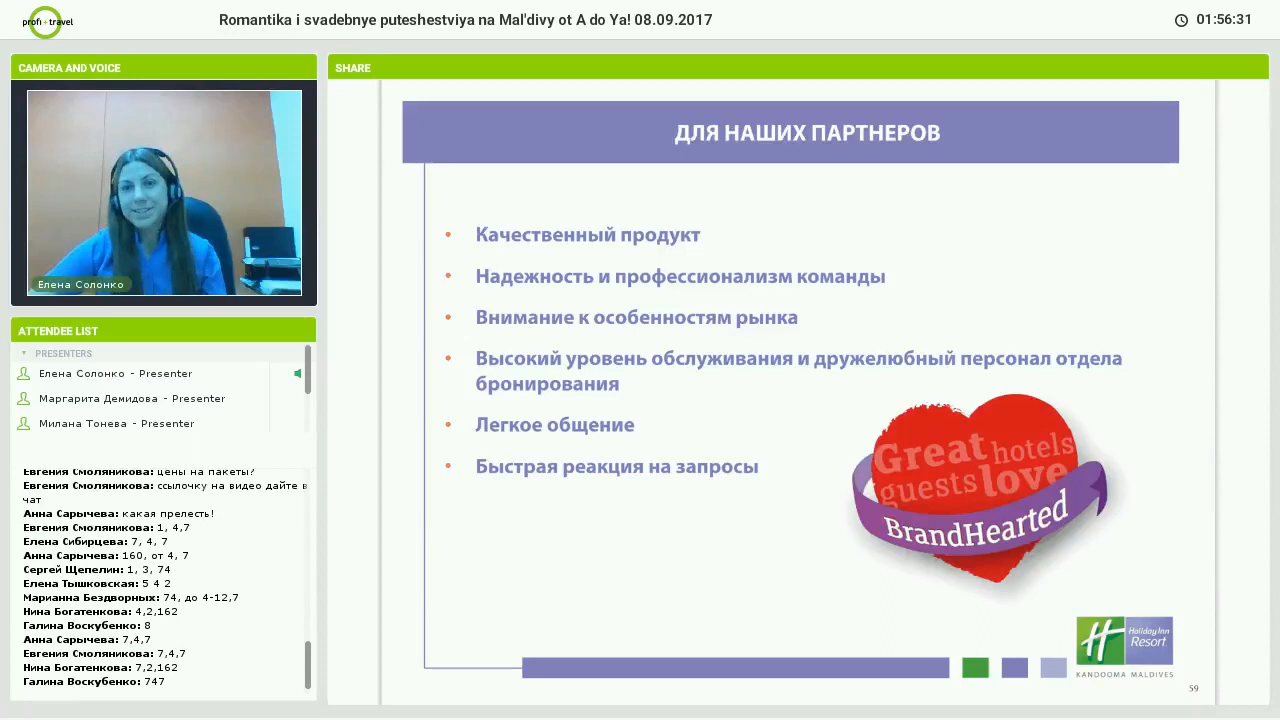 profi travel
Romantika i svadebnye puteshestviya na Mal'divy ot A do Ya! 08.09.2017
01:56:31
CAMERA AND VOICE
Елена Солонко
ATTENDEE LIST
PRESENTERS
Елена Солонко - Presenter
Маргарита Демидова - Presenter
Милана Тонева - Presenter
Евгения Смоляникова: цены на пакеты?
Евгения Смоляникова: ссылочку на видео дайте в
чат
Анна Сарычева: какая прелесть!
Евгения Смоляникова: 1, 4,7
Елена Сибирцева: 7, 4, 7
Анна Сарычева: 160, от 4, 7
Сергей Щепелин: 1, 3, 74
Елена Тышковская: 5 4 2
Марианна Бездворных: 74, до 4-12,7
Нина Богатенкова: 4,2,162
Галина Воскубенко: 8
Анна Сарычева: 7,4,7
Евгения Смоляникова: 7,4,7
Нина Богатенкова: 7,2,162
Галина Воскубенко: 747
SHARE
ДЛЯ НАШИХ ПАРТНЕРОВ
• Качественный продукт
• Надежность и профессионализм команды
• Внимание к особенностям рынка
• Высокий уровень обслуживания и дружелюбный персонал отдела
бронирования
• Легкое общение
• Быстрая реакция на запросы
Great hotels
guests love
BrandHearted
H Holiday Inn
Resort
KANDOOMA MALDIVES
59